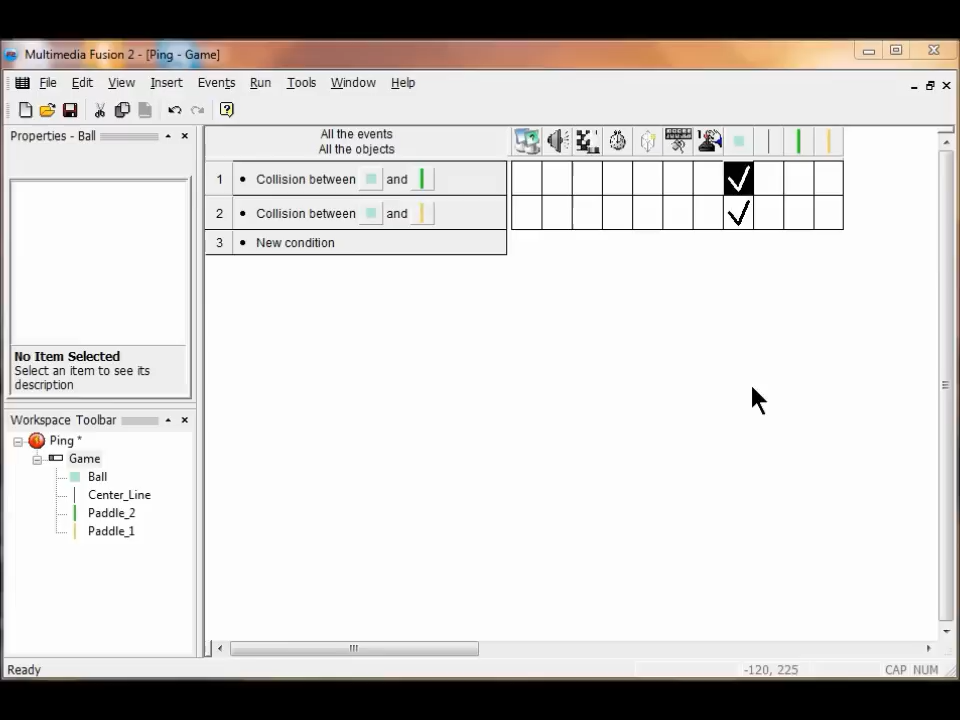 Multimedia Fusion 2 - [Ping - Game]
File Edit View Insert Events Run Tools Window Help
Properties - Ball
No Item Selected
Select an item to see its
description
Workspace Toolbar
Ping *
Game
Ball
Center_Line
Paddle_2
Paddle_1
All the events
All the objects
1 • Collision between and
2 • Collision between and
3 • New condition
Ready
-120, 225
CAP NUM